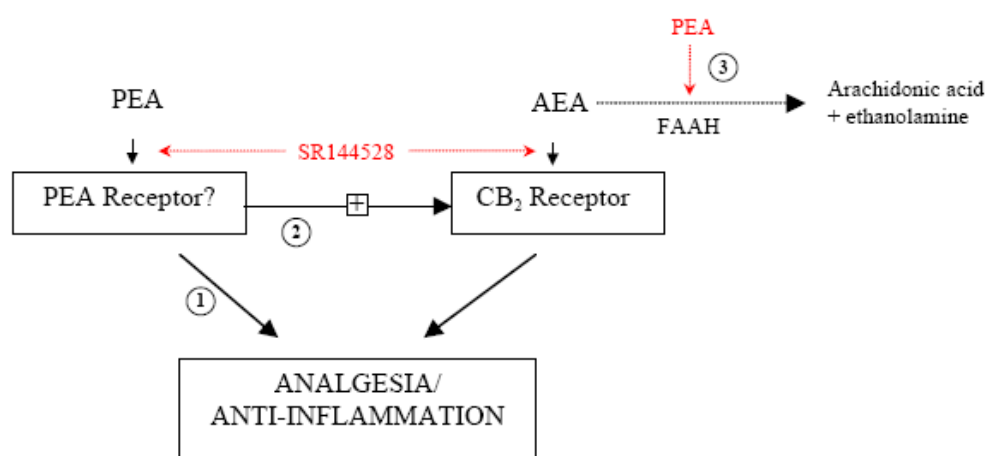 PEA
③
PEA
AEA
Arachidonic acid
+ ethanolamine
FAAH
SR144528
PEA Receptor?
+
CB₂ Receptor
②
①
ANALGESIA/
ANTI-INFLAMMATION